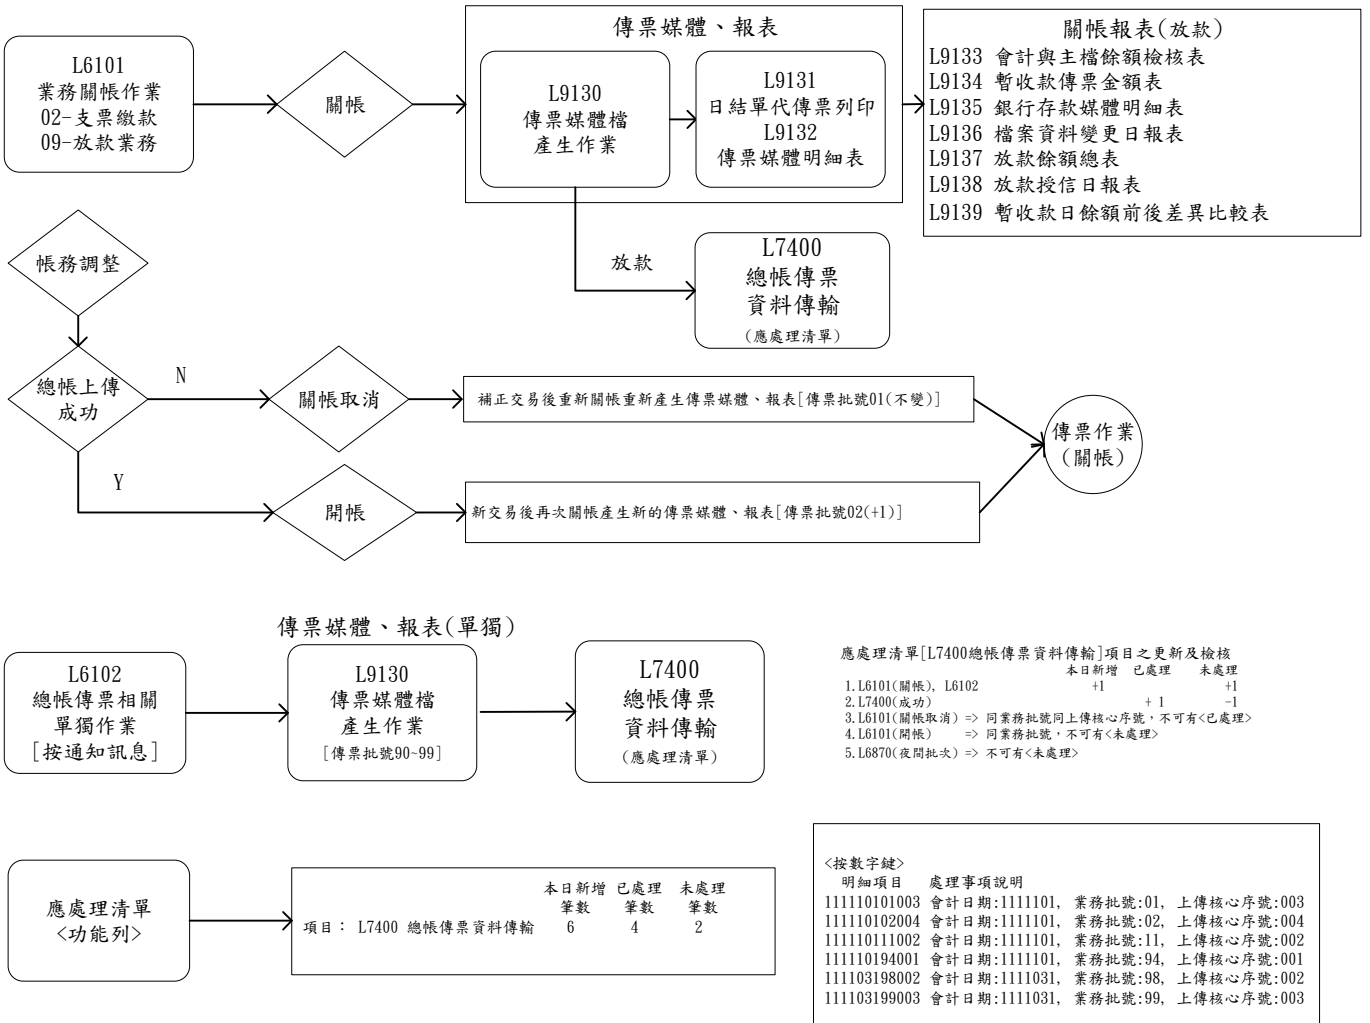 L6101
業務關帳作業
02-支票繳款
09-放款業務
關帳
傳票媒體、報表
L9130
傳票媒體檔
產生作業
L9131
日結單代傳票列印
L9132
傳票媒體明細表
關帳報表(放款)
L9133 會計與主檔餘額檢核表
L9134 暫收款傳票金額表
L9135 銀行存款媒體明細表
L9136 檔案資料變更日報表
L9137 放款餘額總表
L9138 放款授信日報表
L9139 暫收款日餘額前後差異比較表
放款
L7400
總帳傳票
資料傳輸
(應處理清單)
帳務調整
總帳上傳
成功
N
關帳取消
補正交易後重新關帳重新產生傳票媒體、報表[傳票批號01(不變)]
Y
開帳
新交易後再次關帳產生新的傳票媒體、報表[傳票批號02(+1)]
傳票作業
(關帳)
傳票媒體、報表(單獨)
L6102
總帳傳票相關
單獨作業
[按通知訊息]
L9130
傳票媒體檔
產生作業
[傳票批號90~99]
L7400
總帳傳票
資料傳輸
(應處理清單)
應處理清單[L7400總帳傳票資料傳輸]項目之更新及檢核
本日新增 已處理 未處理
1.L6101(關帳), L6102 +1 +1
2.L7400(成功) + 1 -1
3.L6101(關帳取消) => 同業務批號同上傳核心序號，不可有<已處理>
4.L6101(開帳) => 同業務批號，不可有<未處理>
5.L6870(夜間批次) => 不可有<未處理>
應處理清單
<功能列>
本日新增 已處理 未處理
筆數 筆數 筆數
項目： L7400 總帳傳票資料傳輸 6 4 2
<按數字鍵>
明細項目 處理事項說明
111110101003 會計日期:1111101, 業務批號:01, 上傳核心序號:003
111110102004 會計日期:1111101, 業務批號:02, 上傳核心序號:004
111110111002 會計日期:1111101, 業務批號:11, 上傳核心序號:002
111110194001 會計日期:1111101, 業務批號:94, 上傳核心序號:001
111103198002 會計日期:1111031, 業務批號:98, 上傳核心序號:002
111103199003 會計日期:1111031, 業務批號:99, 上傳核心序號:003